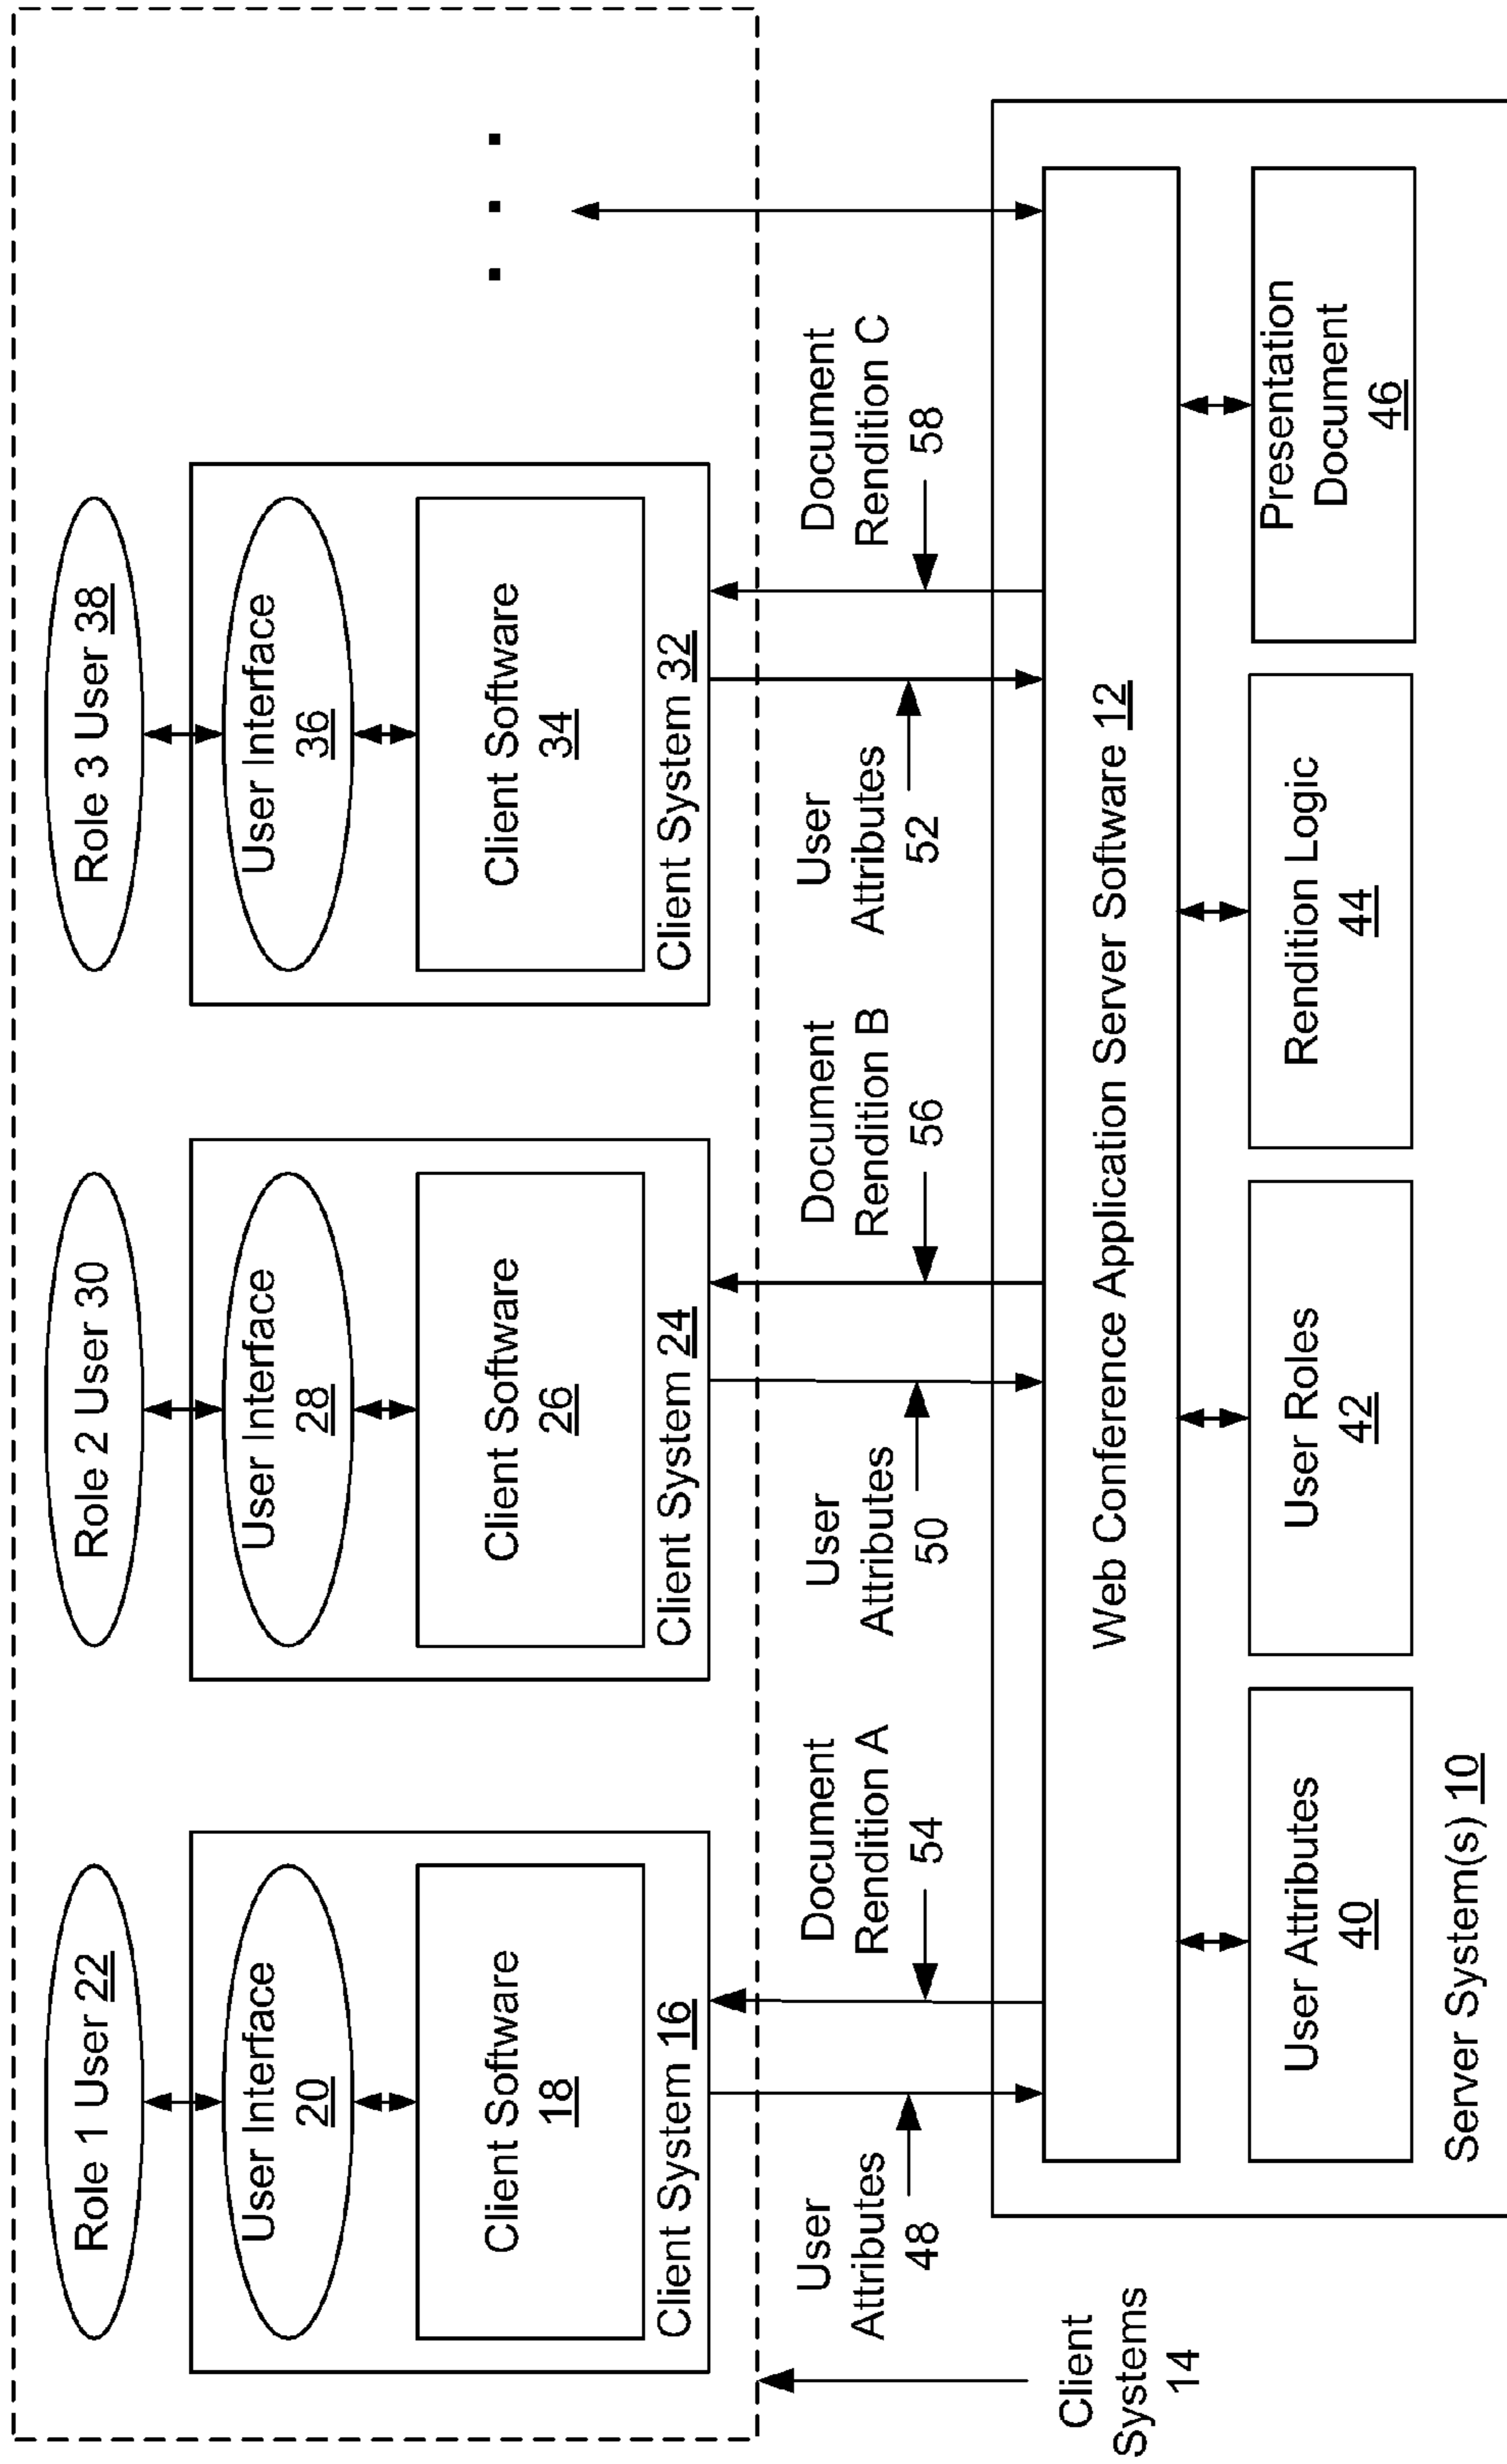 Role 1 User 22
User Interface
20
Client Software
18
Client System 16
Role 2 User 30
User Interface
28
Client Software
26
Client System 24
Role 3 User 38
User Interface
36
Client Software
34
Client System 32
. . .
User
Attributes
48
Document
Rendition A
54
User
Attributes
50
Document
Rendition B
56
User
Attributes
52
Document
Rendition C
58
Client
Systems
14
Web Conference Application Server Software 12
User Attributes
40
User Roles
42
Rendition Logic
44
Presentation
Document
46
Server System(s) 10